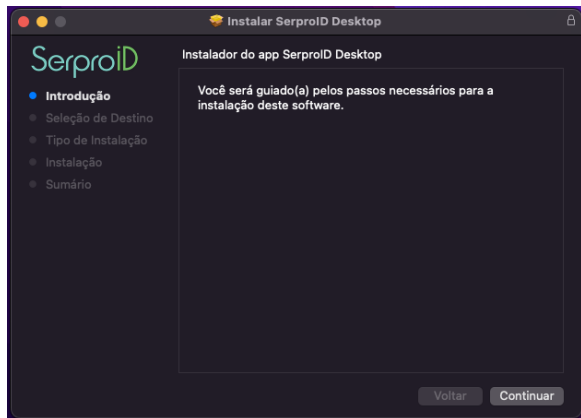 Instalar SerproID Desktop
SerproID
Instalador do app SerproID Desktop
Introdução
Seleção de Destino
Tipo de Instalação
Instalação
Sumário
Você será guiado(a) pelos passos necessários para a
instalação deste software.
Voltar
Continuar